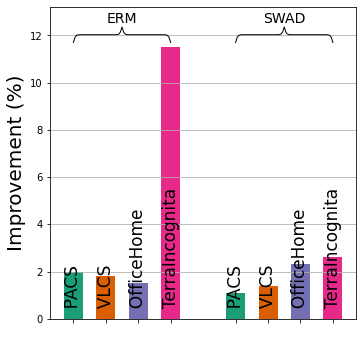 ERM
SWAD
Improvement (%)
12
10
8
6
4
2
0
PACS
VLCS
OfficeHome
TerraIncognita
PACS
VLCS
OfficeHome
TerraIncognita